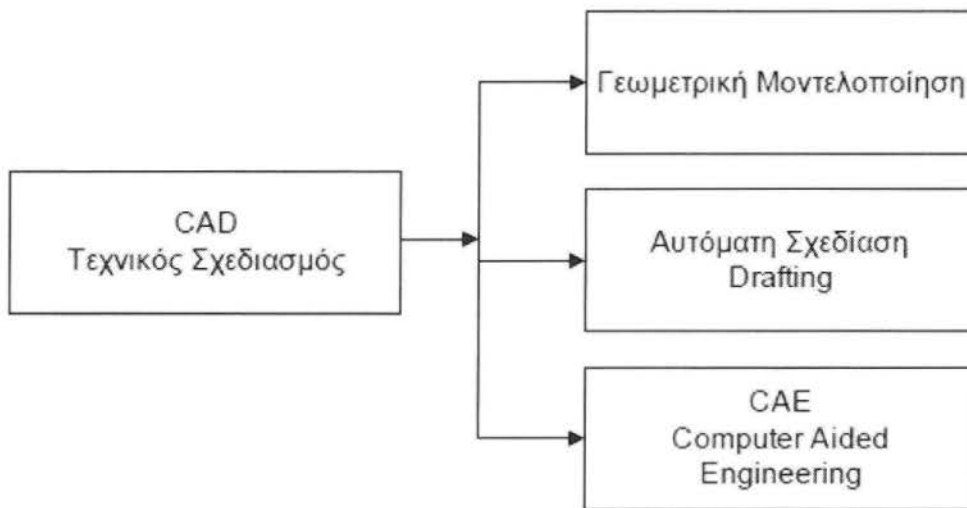 CAD
Τεχνικός Σχεδιασμός
Γεωμετρική Μοντελοποίηση
Αυτόματη Σχεδίαση
Drafting
CAE
Computer Aided
Engineering